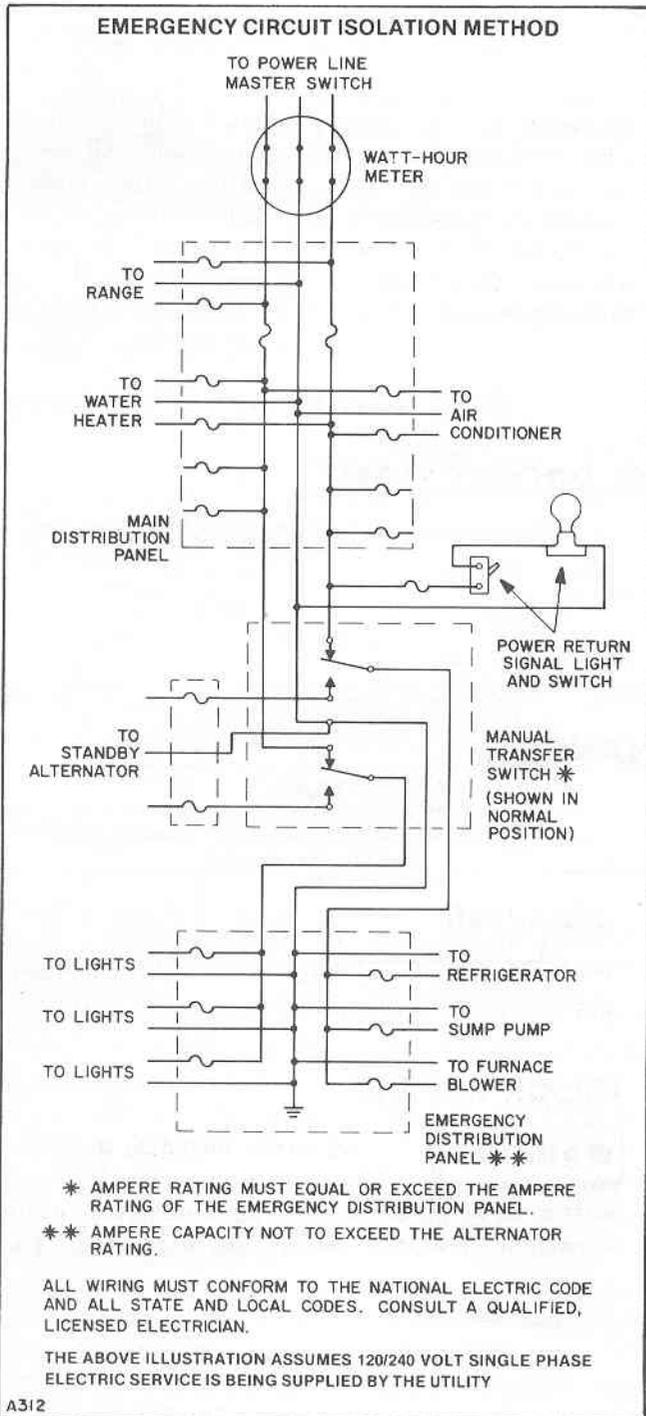 EMERGENCY CIRCUIT ISOLATION METHOD
TO POWER LINE
MASTER SWITCH
WATT-HOUR
METER
TO
RANGE
TO
WATER
HEATER
TO
AIR
CONDITIONER
MAIN
DISTRIBUTION
PANEL
POWER RETURN
SIGNAL LIGHT
AND SWITCH
TO
STANDBY
ALTERNATOR
MANUAL
TRANSFER
SWITCH *
(SHOWN IN
NORMAL
POSITION)
TO LIGHTS
TO LIGHTS
TO LIGHTS
TO
REFRIGERATOR
TO
SUMP PUMP
TO FURNACE
BLOWER
EMERGENCY
DISTRIBUTION
PANEL * *
* AMPERE RATING MUST EQUAL OR EXCEED THE AMPERE
RATING OF THE EMERGENCY DISTRIBUTION PANEL.
* * AMPERE CAPACITY NOT TO EXCEED THE ALTERNATOR
RATING.
ALL WIRING MUST CONFORM TO THE NATIONAL ELECTRIC CODE
AND ALL STATE AND LOCAL CODES. CONSULT A QUALIFIED,
LICENSED ELECTRICIAN.
THE ABOVE ILLUSTRATION ASSUMES 120/240 VOLT SINGLE PHASE
ELECTRIC SERVICE IS BEING SUPPLIED BY THE UTILITY
A312